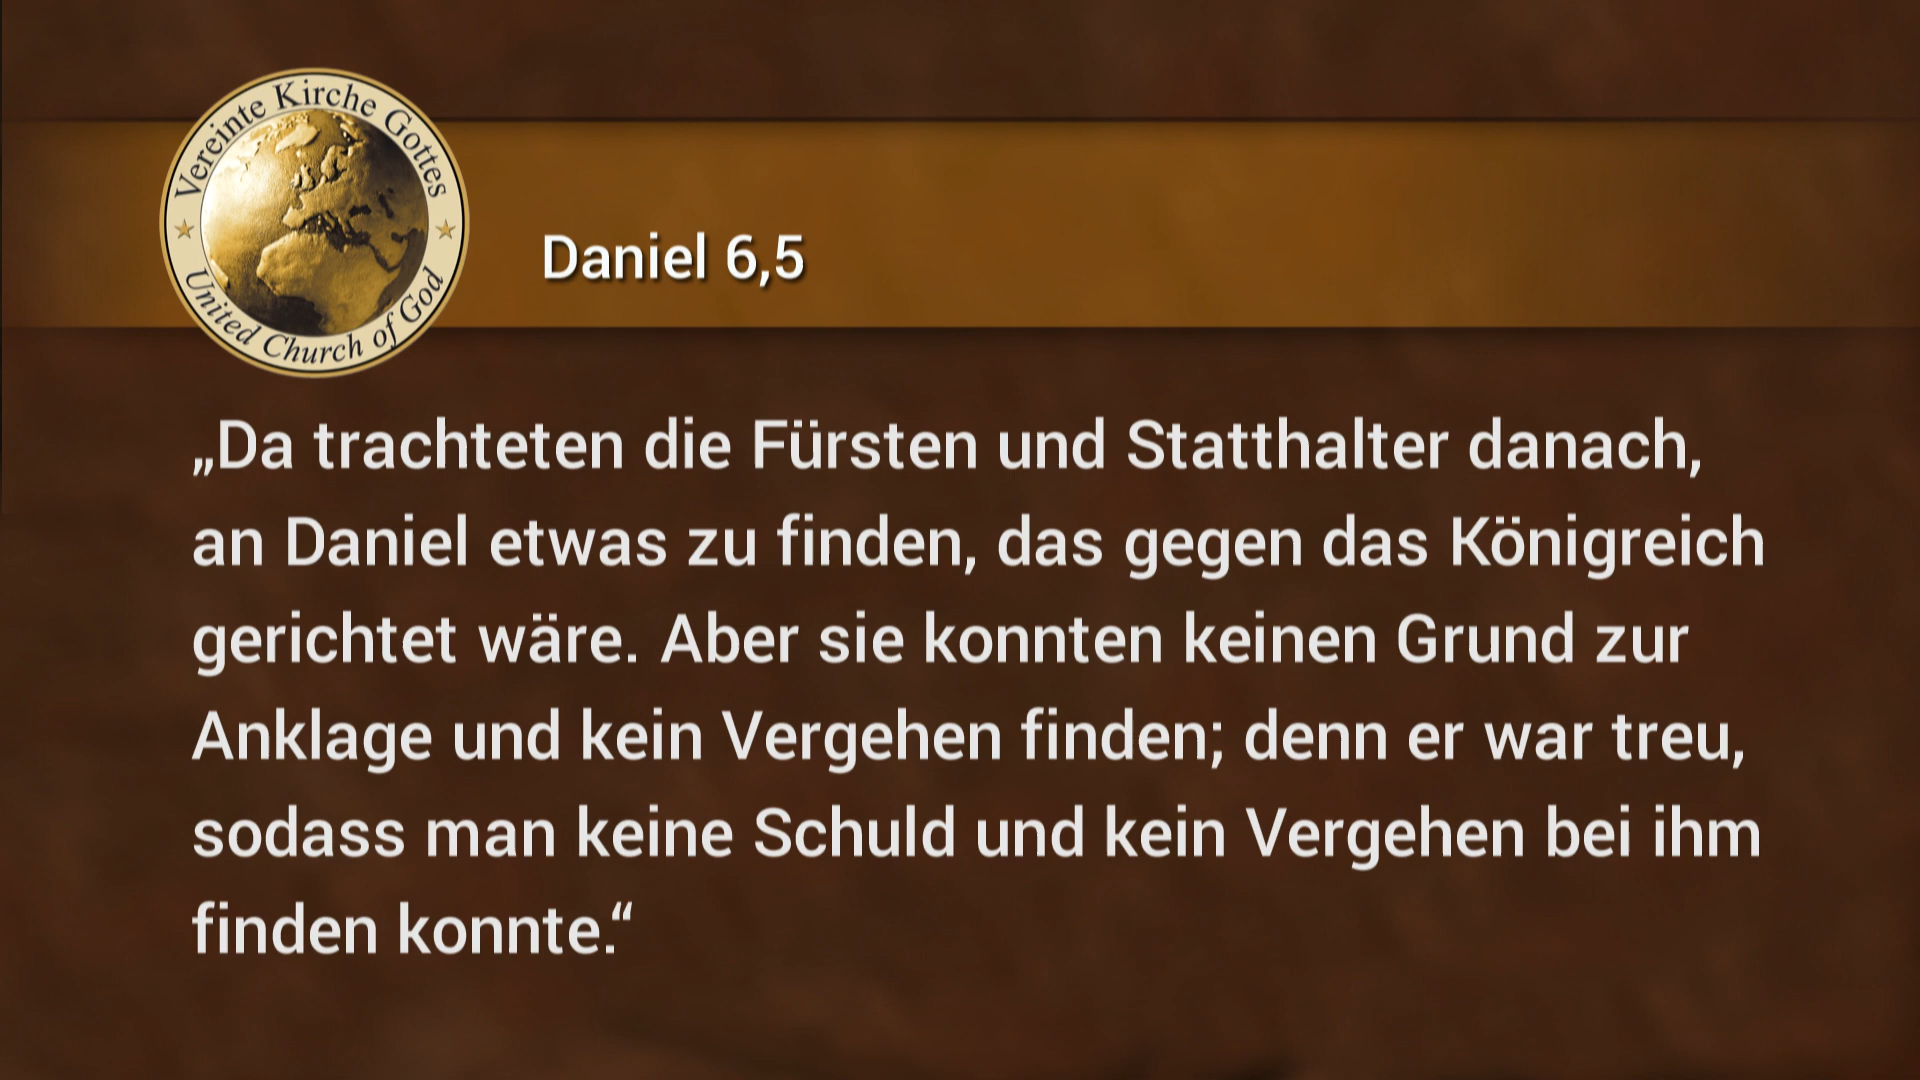 Vereinte Kirche Gottes
United Church of God
Daniel 6,5
„Da trachteten die Fürsten und Statthalter danach,
an Daniel etwas zu finden, das gegen das Königreich
gerichtet wäre. Aber sie konnten keinen Grund zur
Anklage und kein Vergehen finden; denn er war treu,
sodass man keine Schuld und kein Vergehen bei ihm
finden konnte.“